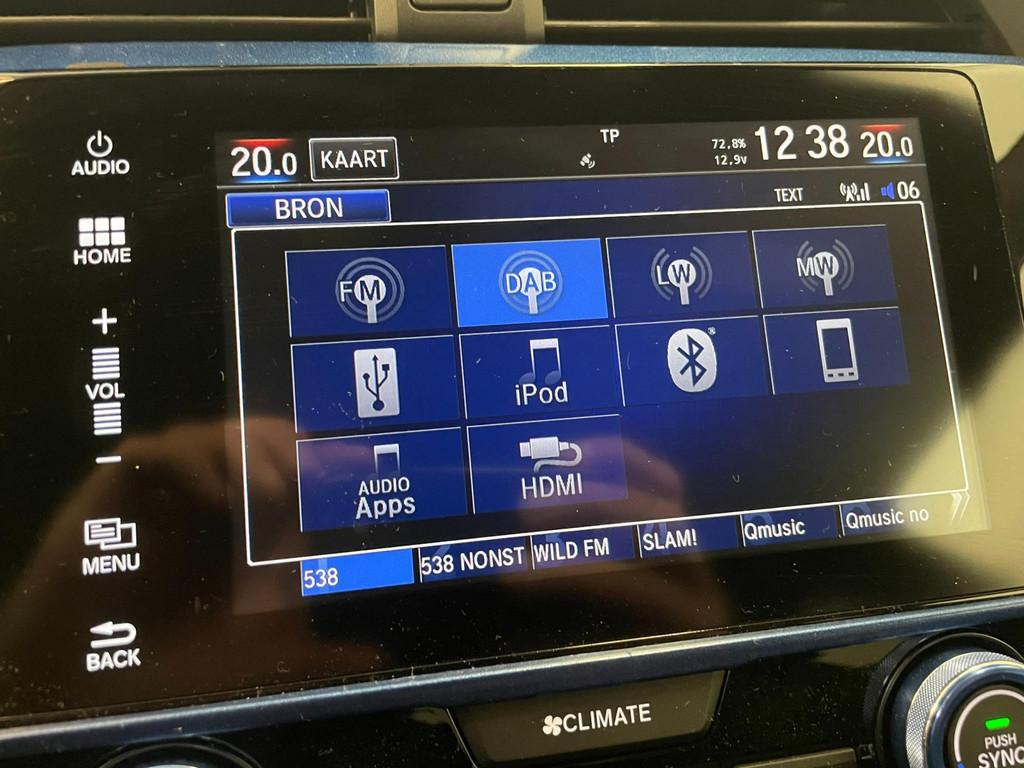 AUDIO
HOME
+
VOL
−
MENU
BACK
20.0 KAART TP 72,8% 12 38 20.0
12,9v
BRON TEXT 06
FM DAB LW MW
iPod
AUDIO
Apps HDMI
538 538 NONST WILD FM SLAM! Qmusic Qmusic no
CLIMATE
PUSH
SYNC